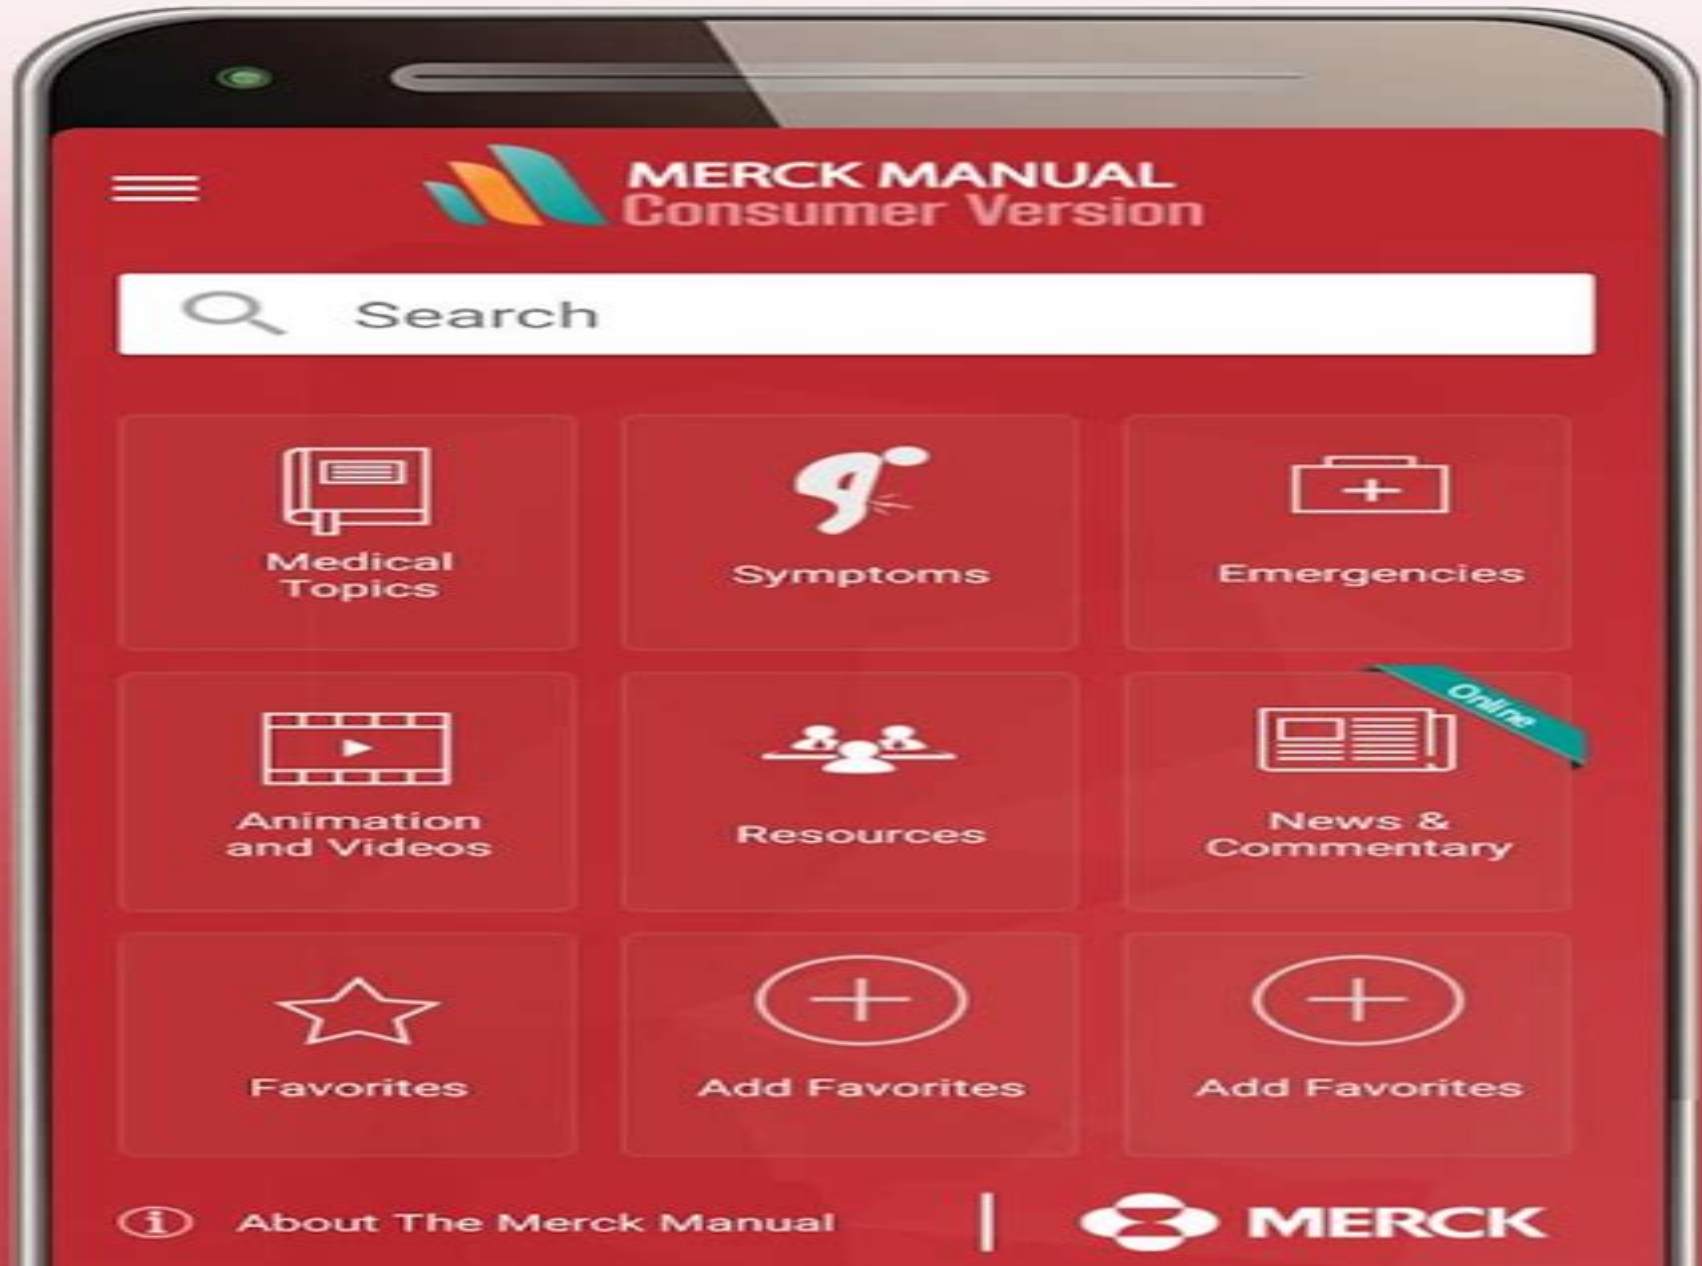 MERCK MANUAL
Consumer Version
Search
Medical
Topics
Symptoms
Emergencies
Animation
and Videos
Resources
Online
News &
Commentary
Favorites
Add Favorites
Add Favorites
About The Merck Manual
MERCK